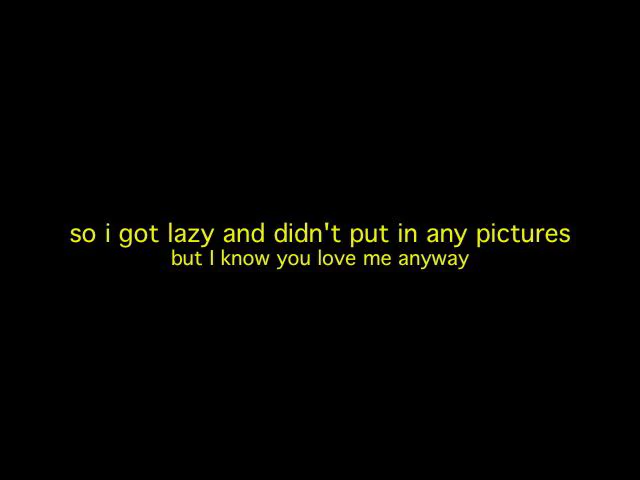 so i got lazy and didn't put in any pictures
but I know you love me anyway